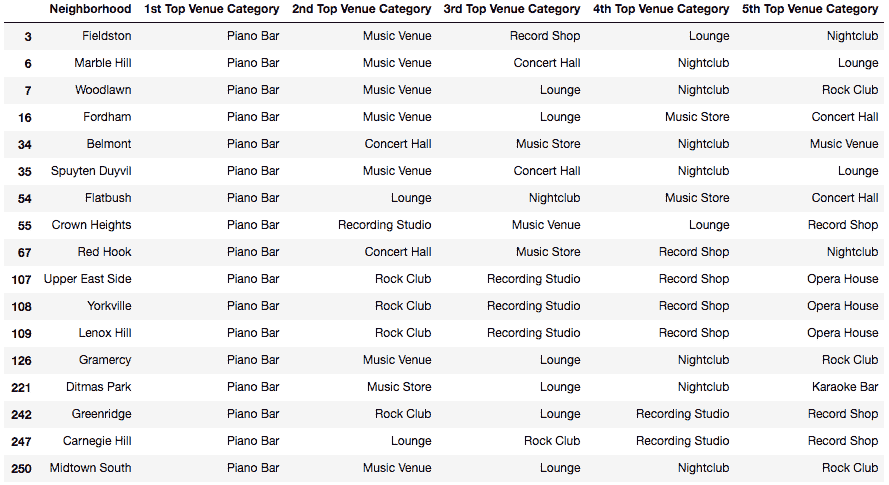 Neighborhood 1st Top Venue Category 2nd Top Venue Category 3rd Top Venue Category 4th Top Venue Category 5th Top Venue Category
3 Fieldston Piano Bar Music Venue Record Shop Lounge Nightclub
6 Marble Hill Piano Bar Music Venue Concert Hall Nightclub Lounge
7 Woodlawn Piano Bar Music Venue Lounge Nightclub Rock Club
16 Fordham Piano Bar Music Venue Lounge Music Store Concert Hall
34 Belmont Piano Bar Concert Hall Music Store Nightclub Music Venue
35 Spuyten Duyvil Piano Bar Music Venue Concert Hall Nightclub Lounge
54 Flatbush Piano Bar Lounge Nightclub Music Store Concert Hall
55 Crown Heights Piano Bar Recording Studio Music Venue Lounge Record Shop
67 Red Hook Piano Bar Concert Hall Music Store Record Shop Nightclub
107 Upper East Side Piano Bar Rock Club Recording Studio Record Shop Opera House
108 Yorkville Piano Bar Rock Club Recording Studio Record Shop Opera House
109 Lenox Hill Piano Bar Rock Club Recording Studio Record Shop Opera House
126 Gramercy Piano Bar Music Venue Lounge Nightclub Rock Club
221 Ditmas Park Piano Bar Music Store Lounge Nightclub Karaoke Bar
242 Greenridge Piano Bar Rock Club Lounge Recording Studio Record Shop
247 Carnegie Hill Piano Bar Lounge Rock Club Recording Studio Record Shop
250 Midtown South Piano Bar Music Venue Lounge Nightclub Rock Club